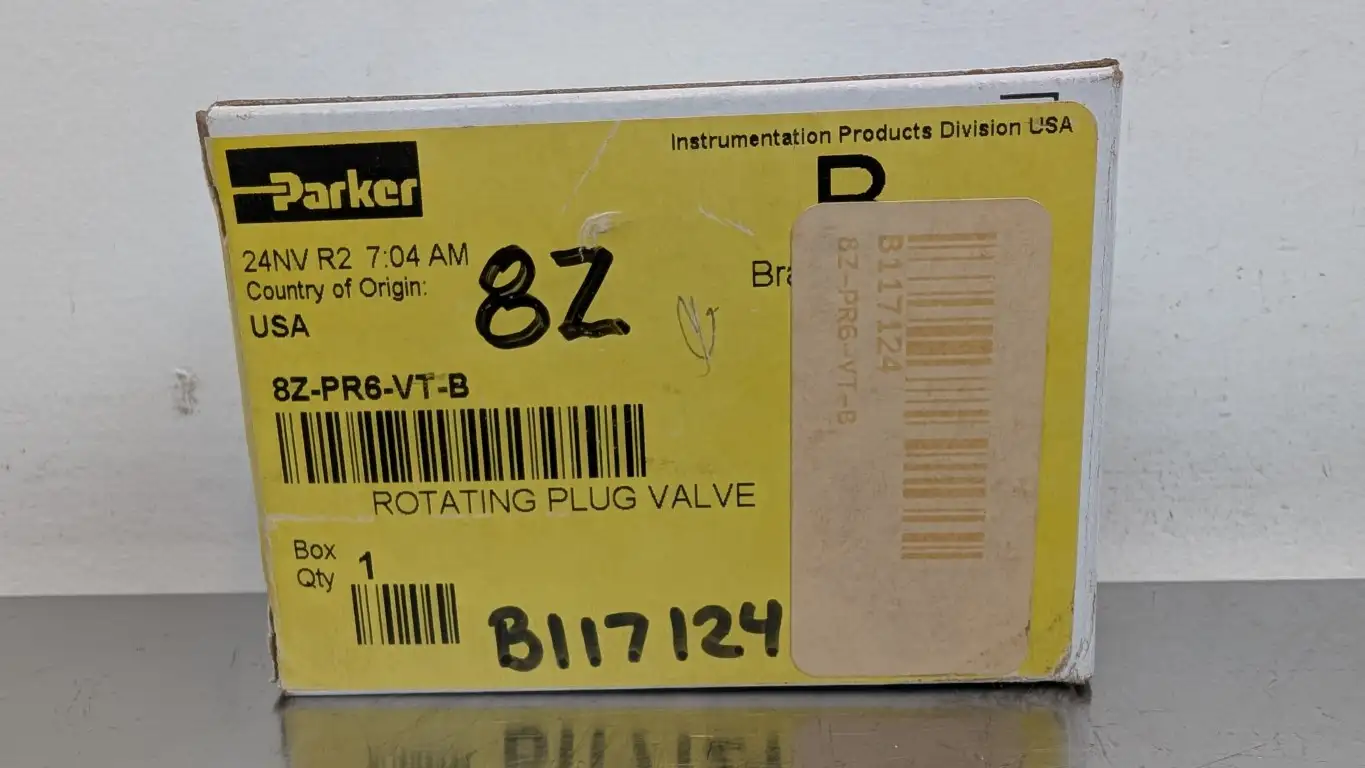 Instrumentation Products Division USA
Parker
24NV R2 7:04 AM
Country of Origin:
USA
8Z
8Z-PR6-VT-B
ROTATING PLUG VALVE
Box
Qty
1
B117124
B117124
8Z-PR6-VT-B